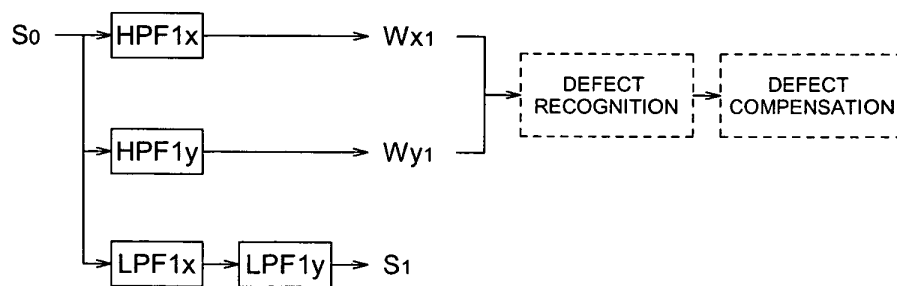 S0 HPF1x Wx1
DEFECT RECOGNITION
DEFECT COMPENSATION
HPF1y Wy1
LPF1x LPF1y S1